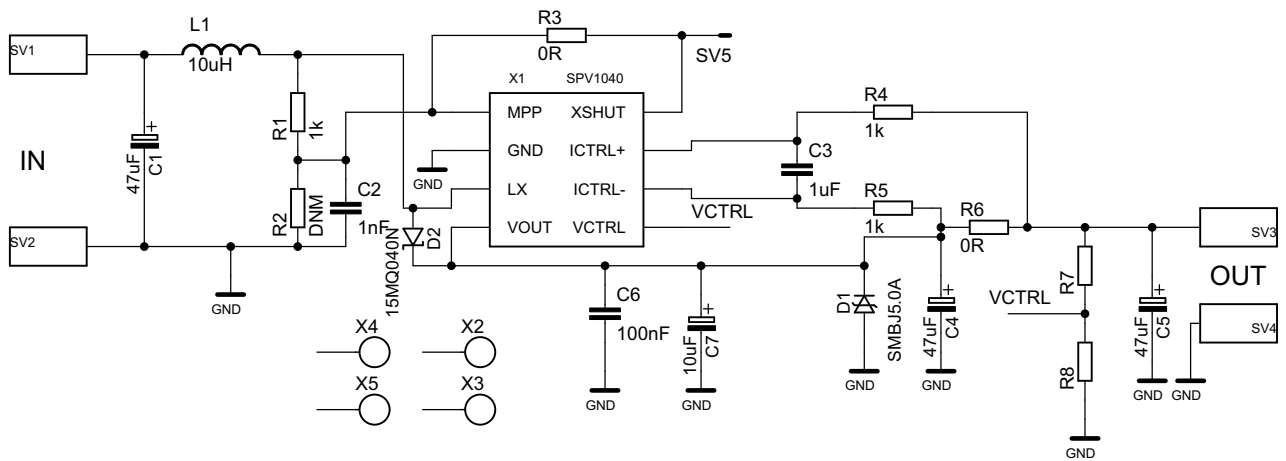 L1
R3
SV1
10uH
0R
SV5
X1 SPV1040
R1
1k
MPP
XSHUT
R4
1k
IN
47uF
C1
GND
GND
ICTRL+
C3
1uF
R2
DNM
C2
1nF
LX
ICTRL-
VCTRL
R5
1k
R6
0R
SV2
D2
15MQ040N
VOUT
VCTRL
SV3
GND
C6
100nF
10uF
C7
D1
SMBJ5.0A
47uF
C4
VCTRL
R7
OUT
47uF
C5
SV4
X4
X2
R8
X5
X3
GND
GND
GND
GND
GND
GND
GND